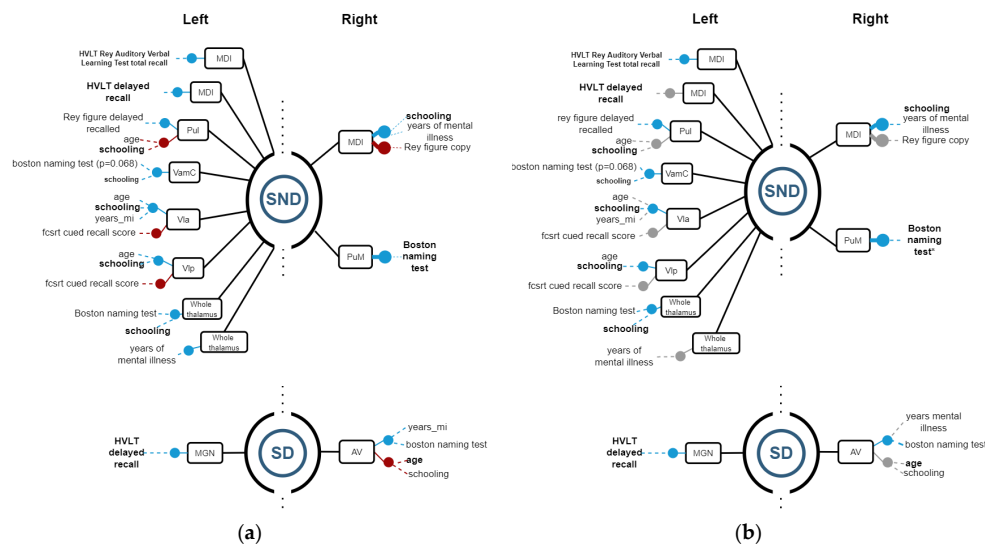 Left
Right
HVLT Rey Auditory Verbal
Learning Test total recall
MDI
HVLT delayed
recall
MDI
Rey figure delayed
recalled
Pul
age
schooling
boston naming test (p=0.068)
VamC
schooling
age
schooling
years_mi
Vla
fcsrt cued recall score
age
schooling
Vlp
fcsrt cued recall score
Boston naming test
Whole
thalamus
schooling
years of
mental illness
Whole
thalamus
SND
MDI
schooling
years of mental
illness
Rey figure copy
PuM
Boston
naming
test
HVLT
delayed
recall
MGN
SD
AV
years_mi
boston naming test
age
schooling
(a)
Left
Right
HVLT Rey Auditory Verbal
Learning Test total recall
MDI
HVLT delayed
recall
MDI
rey figure delayed
recalled
Pul
age
schooling
boston naming test (p=0.068)
VamC
schooling
age
schooling
years_mi
Vla
fcsrt cued recall score
age
schooling
Vlp
fcsrt cued recall score
Boston naming test
Whole
thalamus
schooling
years of
mental illness
Whole
thalamus
SND
MDI
schooling
years of mental
illness
Rey figure copy
PuM
Boston
naming
test*
HVLT
delayed
recall
MGN
SD
AV
years mental
illness
boston naming test
age
schooling
(b)